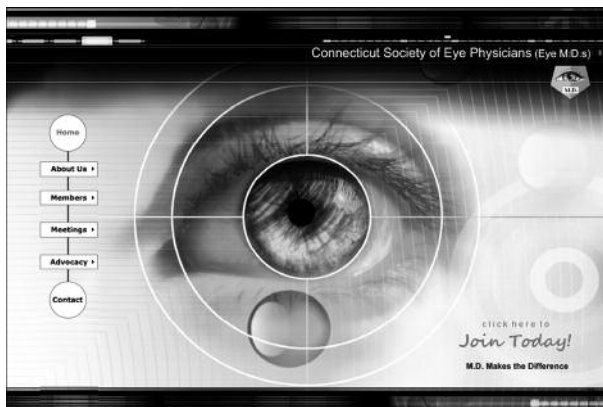 Connecticut Society of Eye Physicians (Eye M.D.s)
M.D.
Home
About Us
Members
Meetings
Advocacy
Contact
click here to
Join Today!
M.D. Makes the Difference